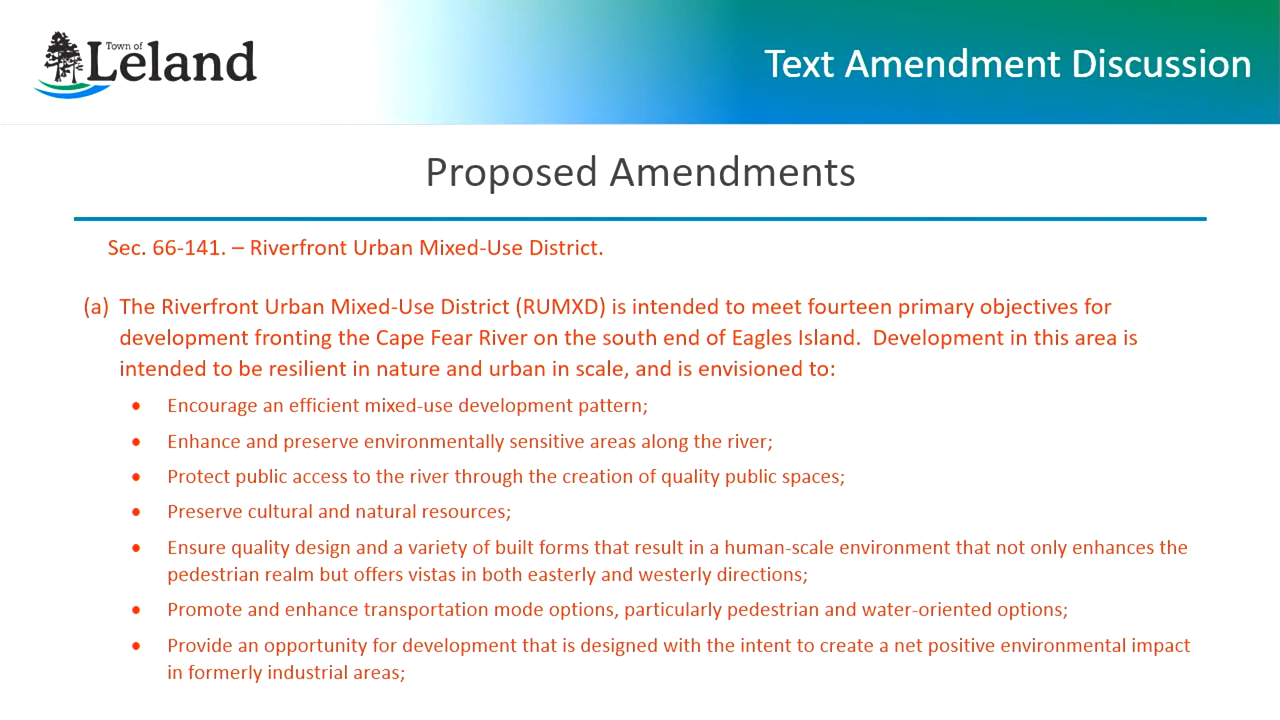 Town of
Leland
Text Amendment Discussion
Proposed Amendments
Sec. 66-141. – Riverfront Urban Mixed-Use District.
(a) The Riverfront Urban Mixed-Use District (RUMXD) is intended to meet fourteen primary objectives for
development fronting the Cape Fear River on the south end of Eagles Island. Development in this area is
intended to be resilient in nature and urban in scale, and is envisioned to:
• Encourage an efficient mixed-use development pattern;
• Enhance and preserve environmentally sensitive areas along the river;
• Protect public access to the river through the creation of quality public spaces;
• Preserve cultural and natural resources;
• Ensure quality design and a variety of built forms that result in a human-scale environment that not only enhances the
pedestrian realm but offers vistas in both easterly and westerly directions;
• Promote and enhance transportation mode options, particularly pedestrian and water-oriented options;
• Provide an opportunity for development that is designed with the intent to create a net positive environmental impact
in formerly industrial areas;